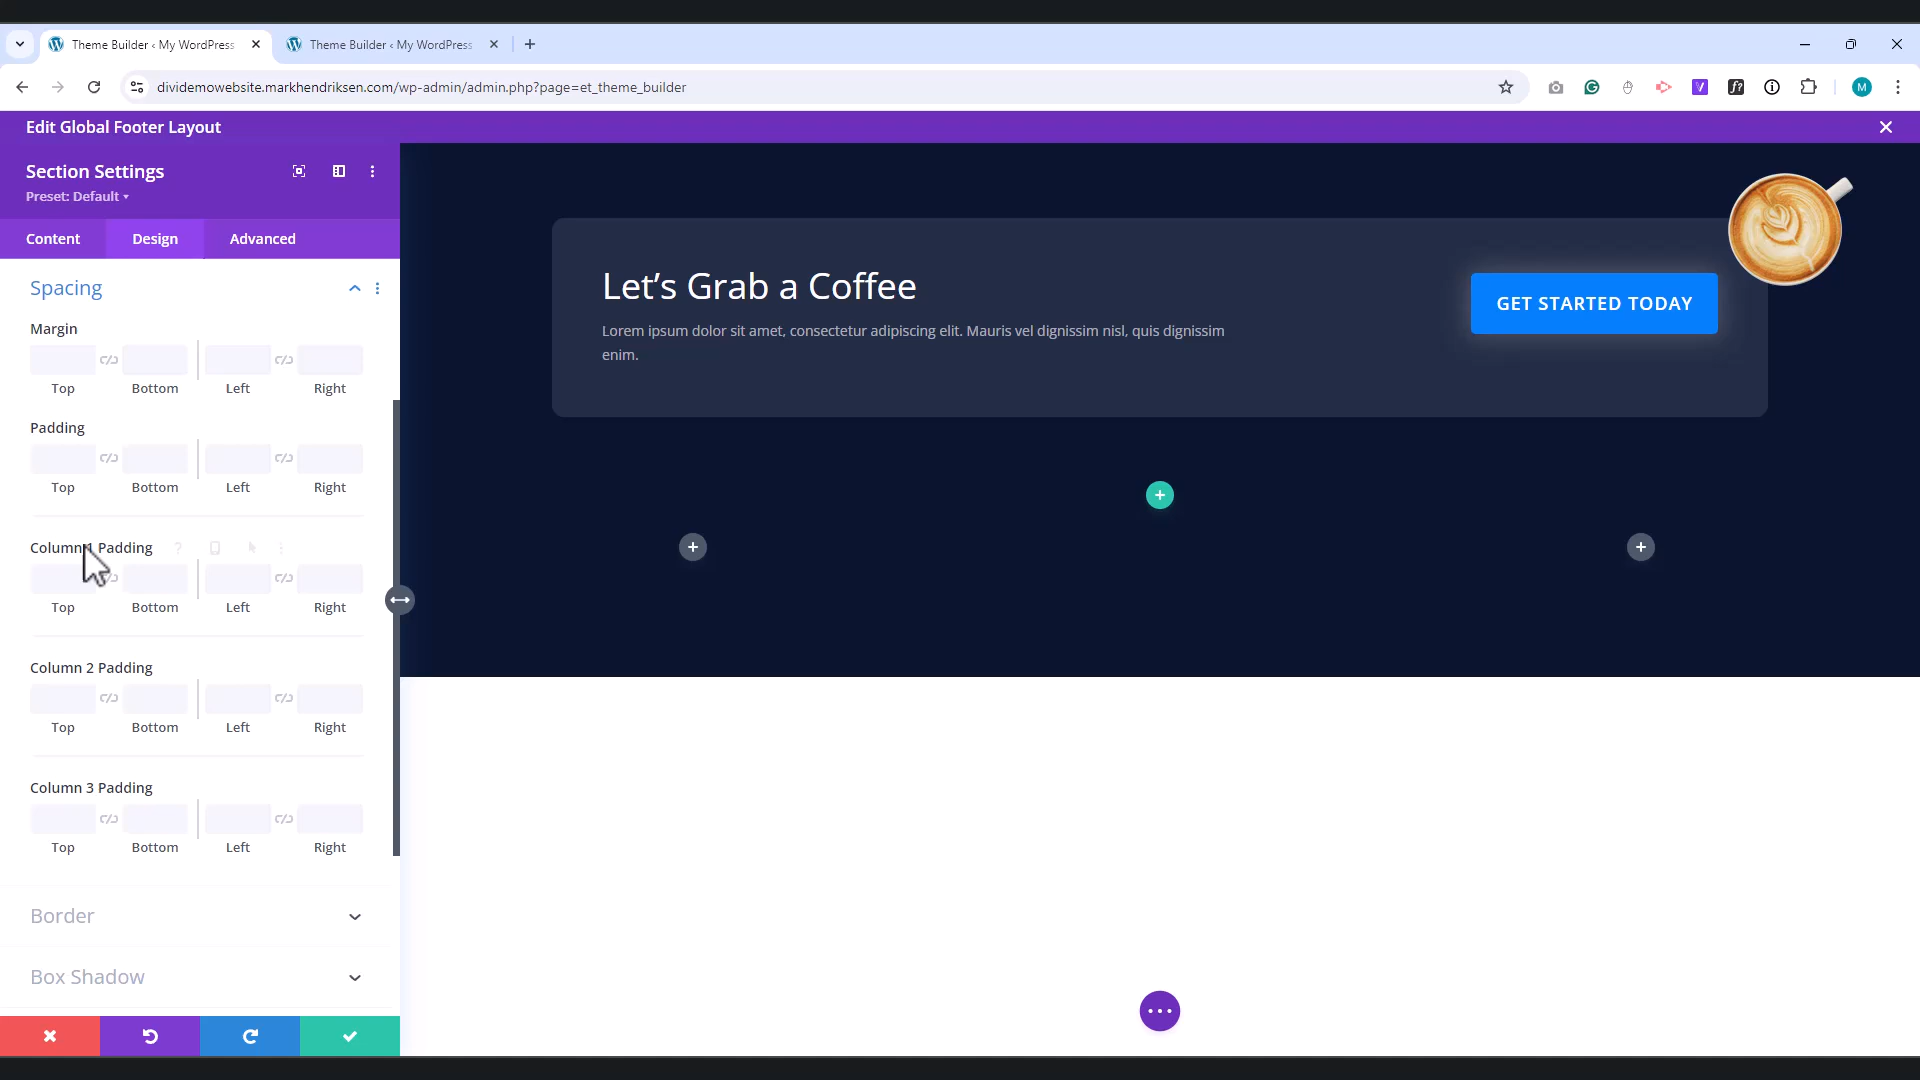 Theme Builder ‹ My WordPress
Theme Builder ‹ My WordPress
dividemowebsite.markhendriksen.com/wp-admin/admin.php?page=et_theme_builder
M
Edit Global Footer Layout
Section Settings
Preset: Default
Content
Design
Advanced
Spacing
Margin
Top
Bottom
Left
Right
Padding
Top
Bottom
Left
Right
Column 1 Padding
Top
Bottom
Left
Right
Column 2 Padding
Top
Bottom
Left
Right
Column 3 Padding
Top
Bottom
Left
Right
Border
Box Shadow
Let’s Grab a Coffee
Lorem ipsum dolor sit amet, consectetur adipiscing elit. Mauris vel dignissim nisl, quis dignissim
enim.
GET STARTED TODAY